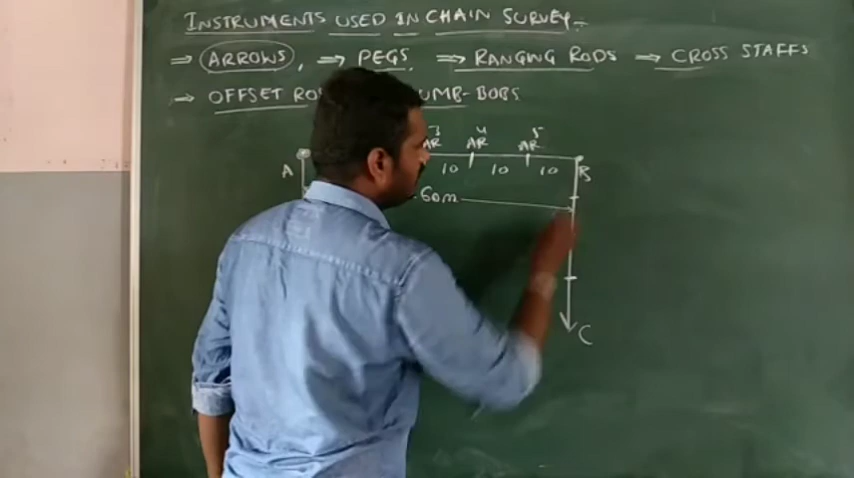 INSTRUMENTS USED IN CHAIN SURVEY:-
⇒ ARROWS, ⇒ PEGS. ⇒ RANGING RODS → CROSS STAFFS
→ OFFSET UMB-BOBS
3 4 5
AR AR AR
A 10 10 10 B
60m
C